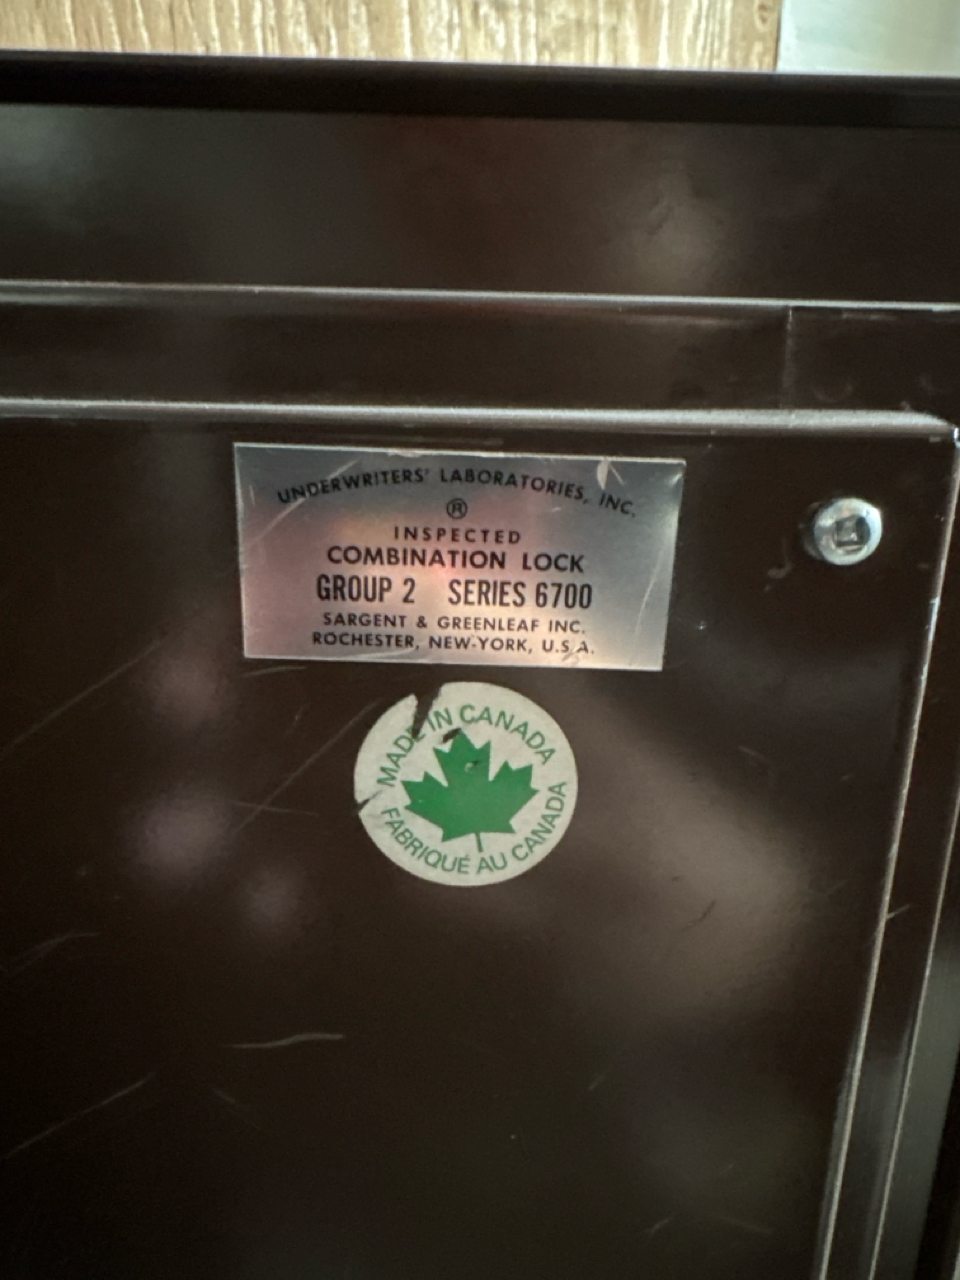 UNDERWRITERS' LABORATORIES, INC.
®
INSPECTED
COMBINATION LOCK
GROUP 2 SERIES 6700
SARGENT & GREENLEAF INC.
ROCHESTER, NEW-YORK, U.S.A.
MADE IN CANADA
FABRIQUÉ AU CANADA